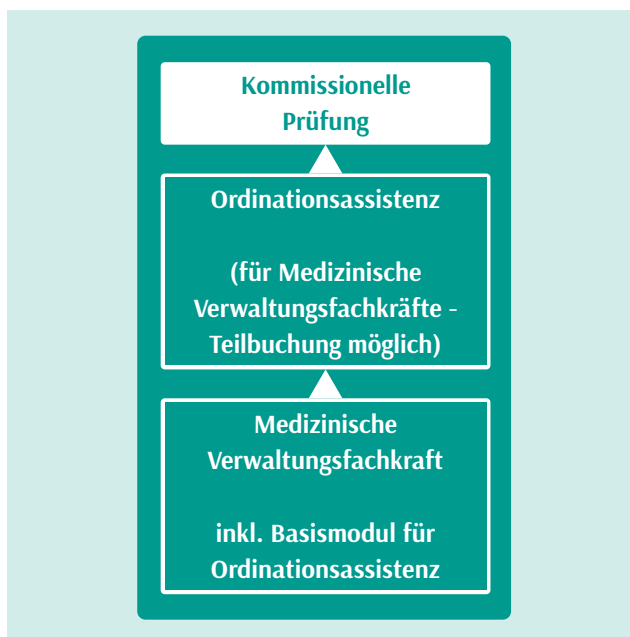 Kommissionelle
Prüfung
Ordinationsassistenz
(für Medizinische
Verwaltungsfachkräfte -
Teilbuchung möglich)
Medizinische
Verwaltungsfachkraft
inkl. Basismodul für
Ordinationsassistenz